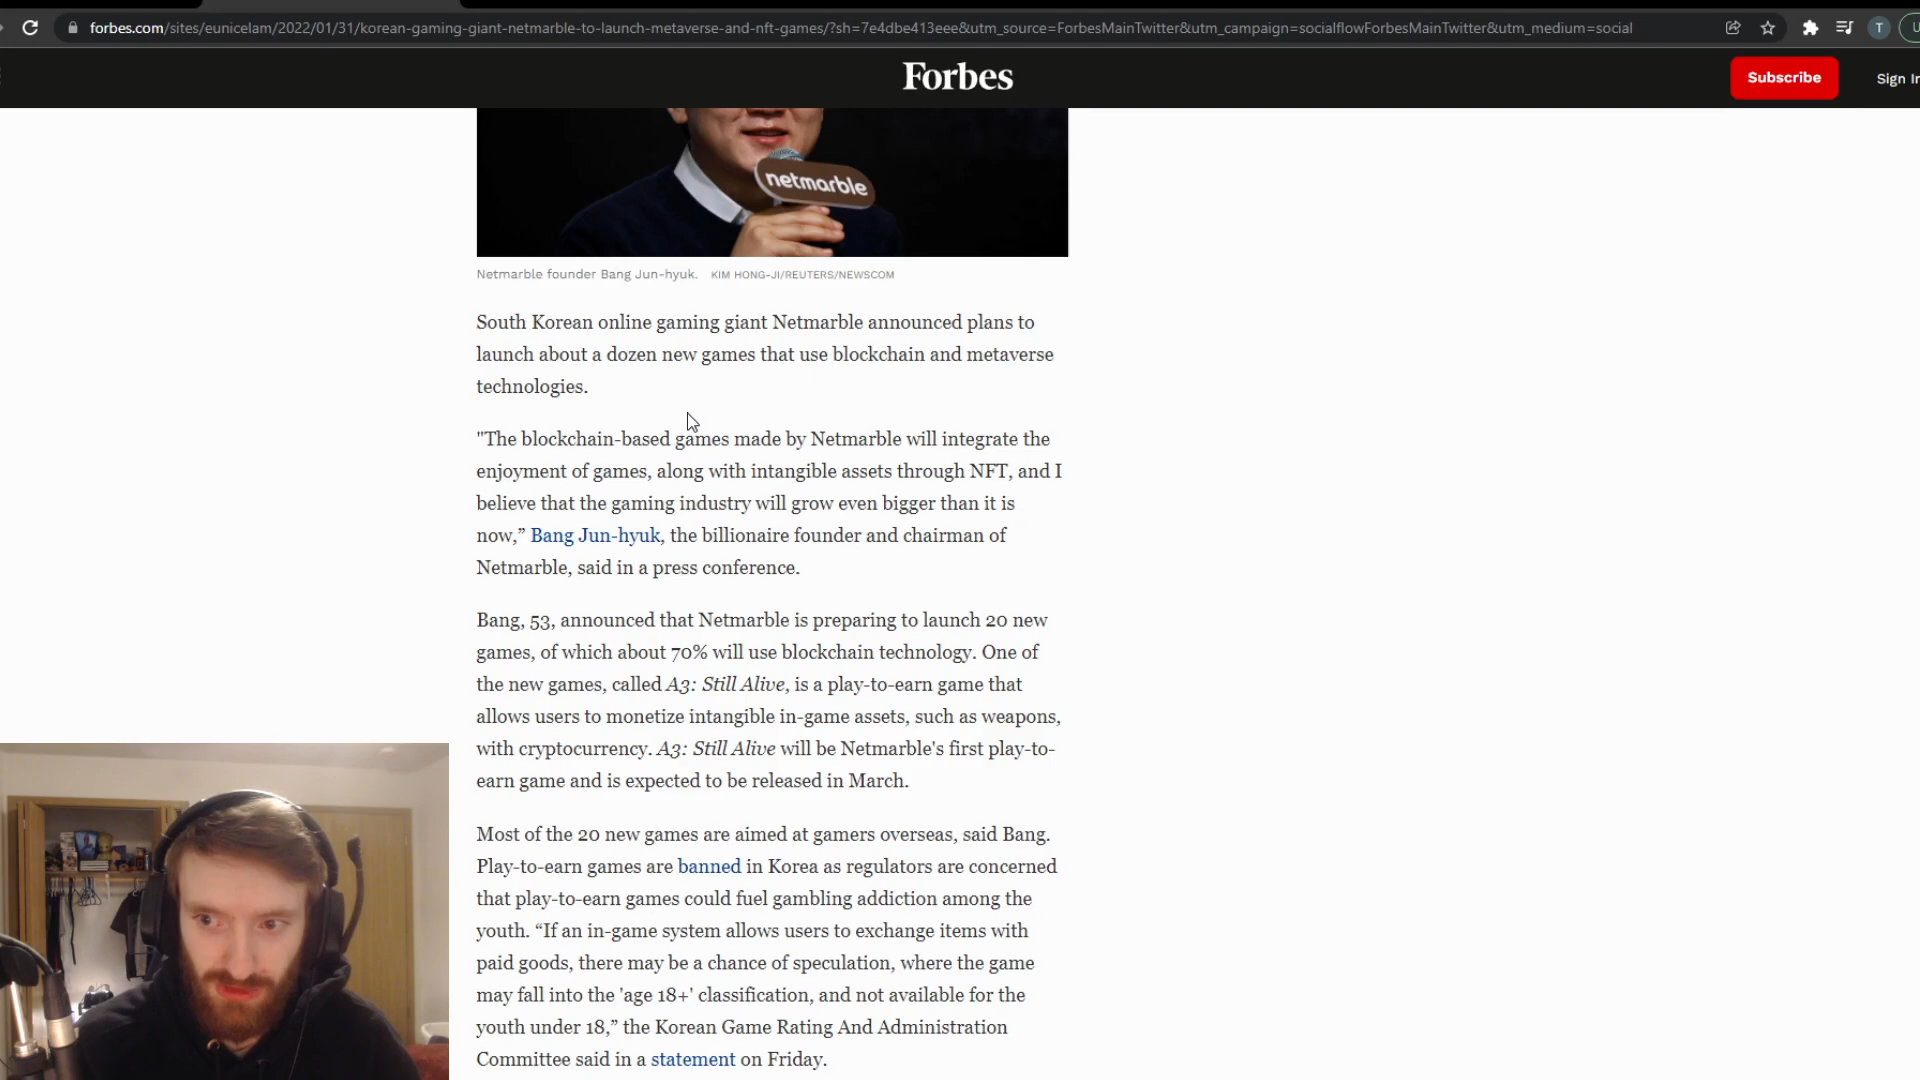 forbes.com/sites/eunicelam/2022/01/31/korean-gaming-giant-netmarble-to-launch-metaverse-and-nft-games/?sh=7e4dbe413eee&utm_source=ForbesMainTwitter&utm_campaign=socialflowForbesMainTwitter&utm_medium=social
T
Forbes
Subscribe
Sign In
netmarble
Netmarble founder Bang Jun-hyuk. KIM HONG-JI/REUTERS/NEWSCOM
South Korean online gaming giant Netmarble announced plans to
launch about a dozen new games that use blockchain and metaverse
technologies.
"The blockchain-based games made by Netmarble will integrate the
enjoyment of games, along with intangible assets through NFT, and I
believe that the gaming industry will grow even bigger than it is
now,” Bang Jun-hyuk, the billionaire founder and chairman of
Netmarble, said in a press conference.
Bang, 53, announced that Netmarble is preparing to launch 20 new
games, of which about 70% will use blockchain technology. One of
the new games, called A3: Still Alive, is a play-to-earn game that
allows users to monetize intangible in-game assets, such as weapons,
with cryptocurrency. A3: Still Alive will be Netmarble's first play-to-
earn game and is expected to be released in March.
Most of the 20 new games are aimed at gamers overseas, said Bang.
Play-to-earn games are banned in Korea as regulators are concerned
that play-to-earn games could fuel gambling addiction among the
youth. “If an in-game system allows users to exchange items with
paid goods, there may be a chance of speculation, where the game
may fall into the 'age 18+' classification, and not available for the
youth under 18,” the Korean Game Rating And Administration
Committee said in a statement on Friday.